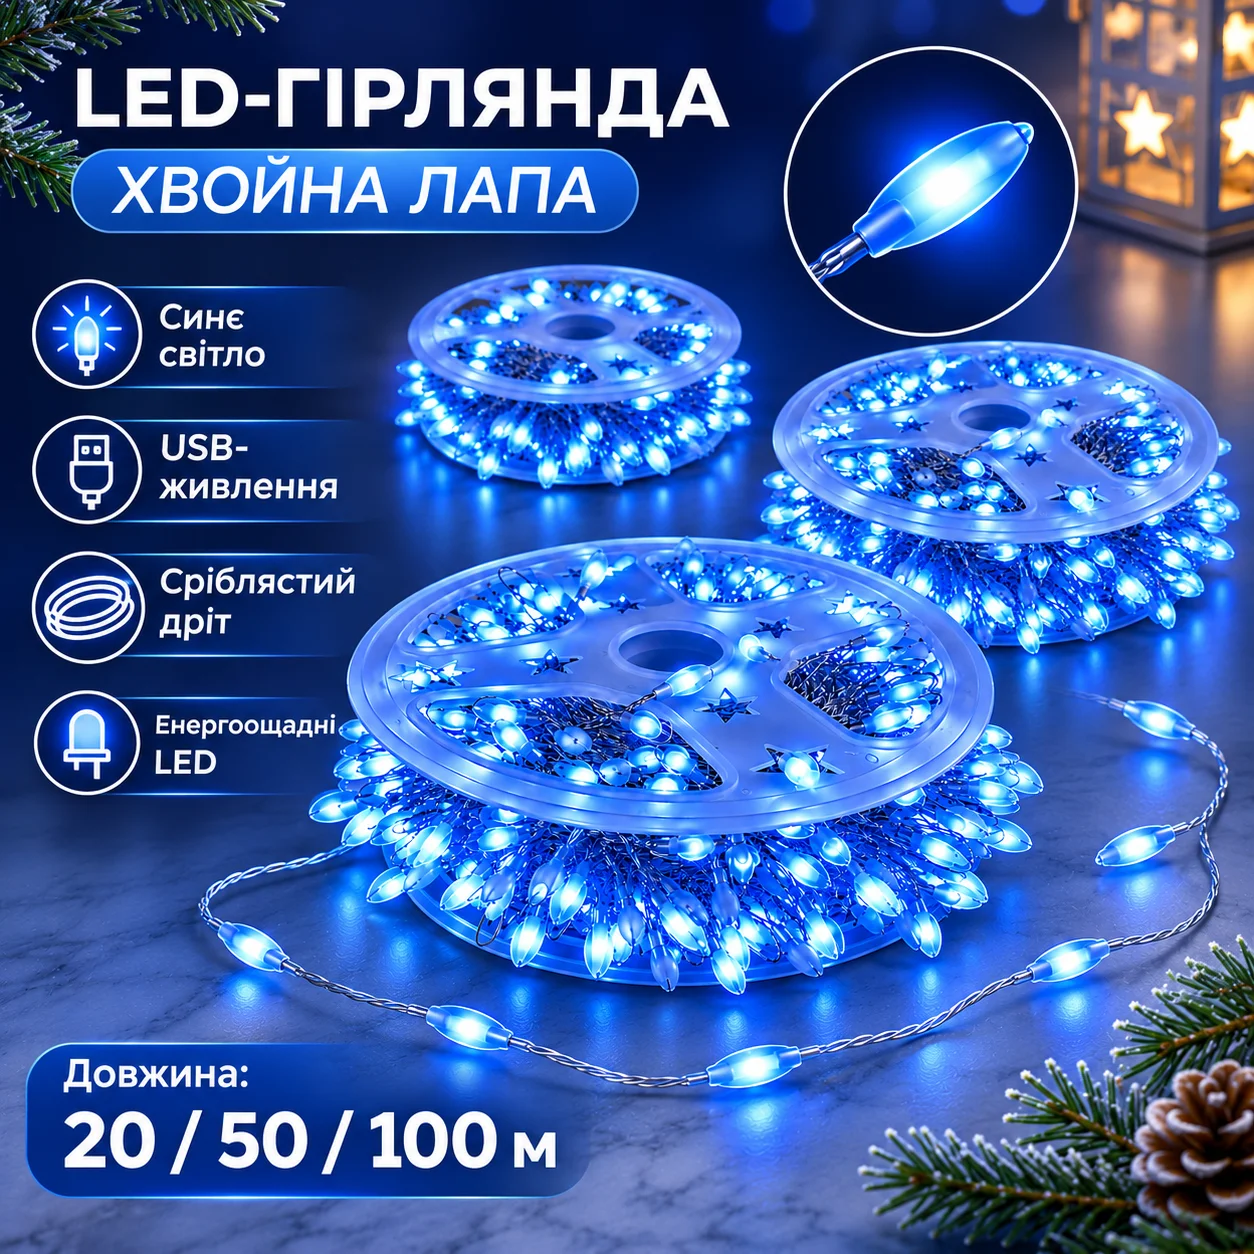 LED-ГІРЛЯНДА
ХВОЙНА ЛАПА
Синє
світло
USB-
живлення
Сріблястий
дріт
Енергоощадні
LED
Довжина:
20 / 50 / 100 м